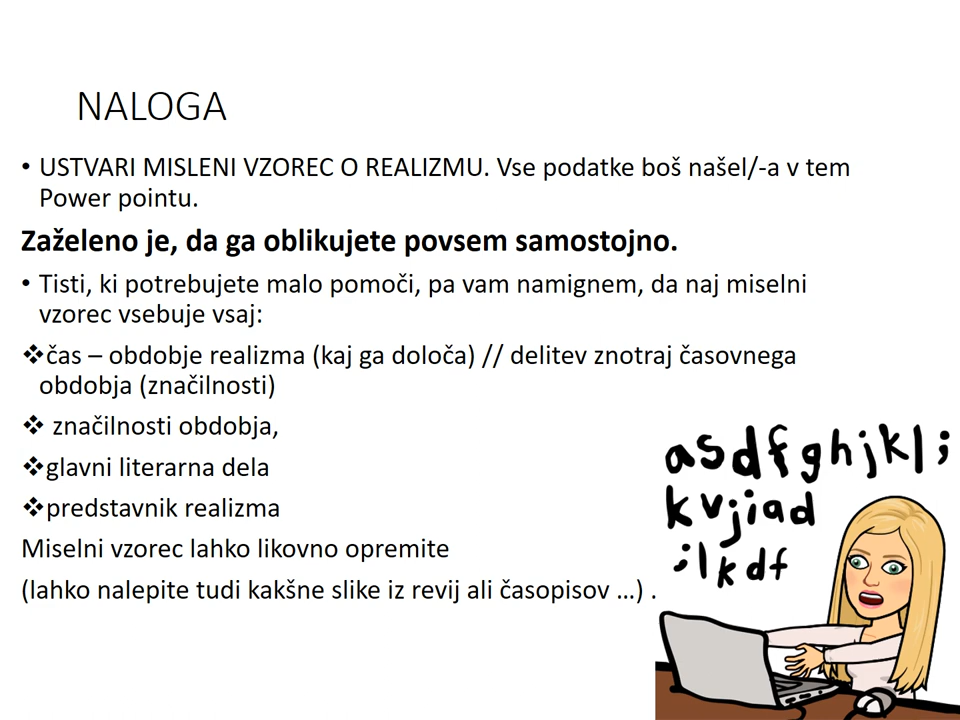 NALOGA
• USTVARI MISLENI VZOREC O REALIZMU. Vse podatke boš našel/-a v tem
Power pointu.
Zaželeno je, da ga oblikujete povsem samostojno.
• Tisti, ki potrebujete malo pomoči, pa vam namignem, da naj miselni
vzorec vsebuje vsaj:
❖čas – obdobje realizma (kaj ga določa) // delitev znotraj časovnega
obdobja (značilnosti)
❖ značilnosti obdobja,
❖glavni literarna dela
❖predstavnik realizma
Miselni vzorec lahko likovno opremite
(lahko nalepite tudi kakšne slike iz revij ali časopisov …) .
asdfghjkl;
kvjiad
;lkdf